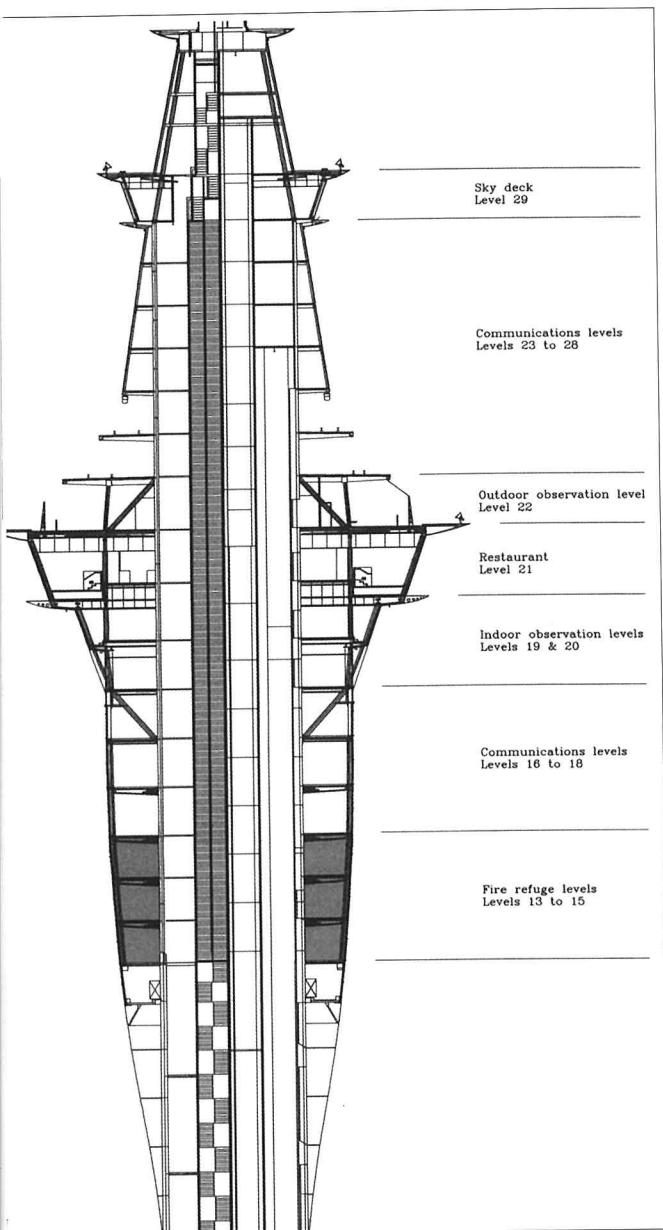 Sky deck
Level 29
Communications levels
Levels 23 to 28
Outdoor observation level
Level 22
Restaurant
Level 21
Indoor observation levels
Levels 19 & 20
Communications levels
Levels 16 to 18
Fire refuge levels
Levels 13 to 15